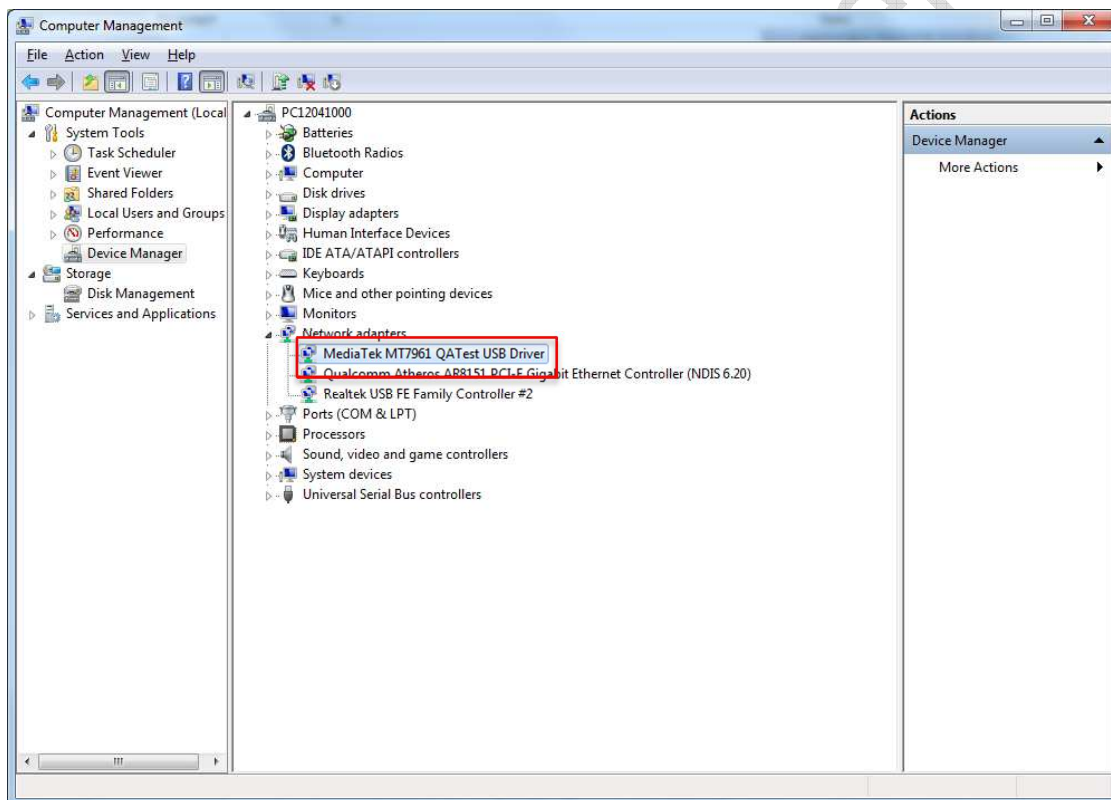 Computer Management
File Action View Help
Computer Management (Local
System Tools
Task Scheduler
Event Viewer
Shared Folders
Local Users and Groups
Performance
Device Manager
Storage
Disk Management
Services and Applications
PC12041000
Batteries
Bluetooth Radios
Computer
Disk drives
Display adapters
Human Interface Devices
IDE ATA/ATAPI controllers
Keyboards
Mice and other pointing devices
Monitors
Network adapters
MediaTek MT7961 QATest USB Driver
Qualcomm Atheros AR8151 PCI-E Gigabit Ethernet Controller (NDIS 6.20)
Realtek USB FE Family Controller #2
Ports (COM & LPT)
Processors
Sound, video and game controllers
System devices
Universal Serial Bus controllers
Actions
Device Manager
More Actions